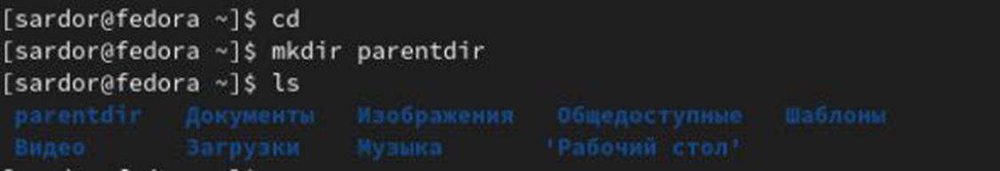 [sardor@fedora ~]$ cd
[sardor@fedora ~]$ mkdir parentdir
[sardor@fedora ~]$ ls
parentdir Документы Изображения Общедоступные Шаблоны
Видео Загрузки Музыка 'Рабочий стол'